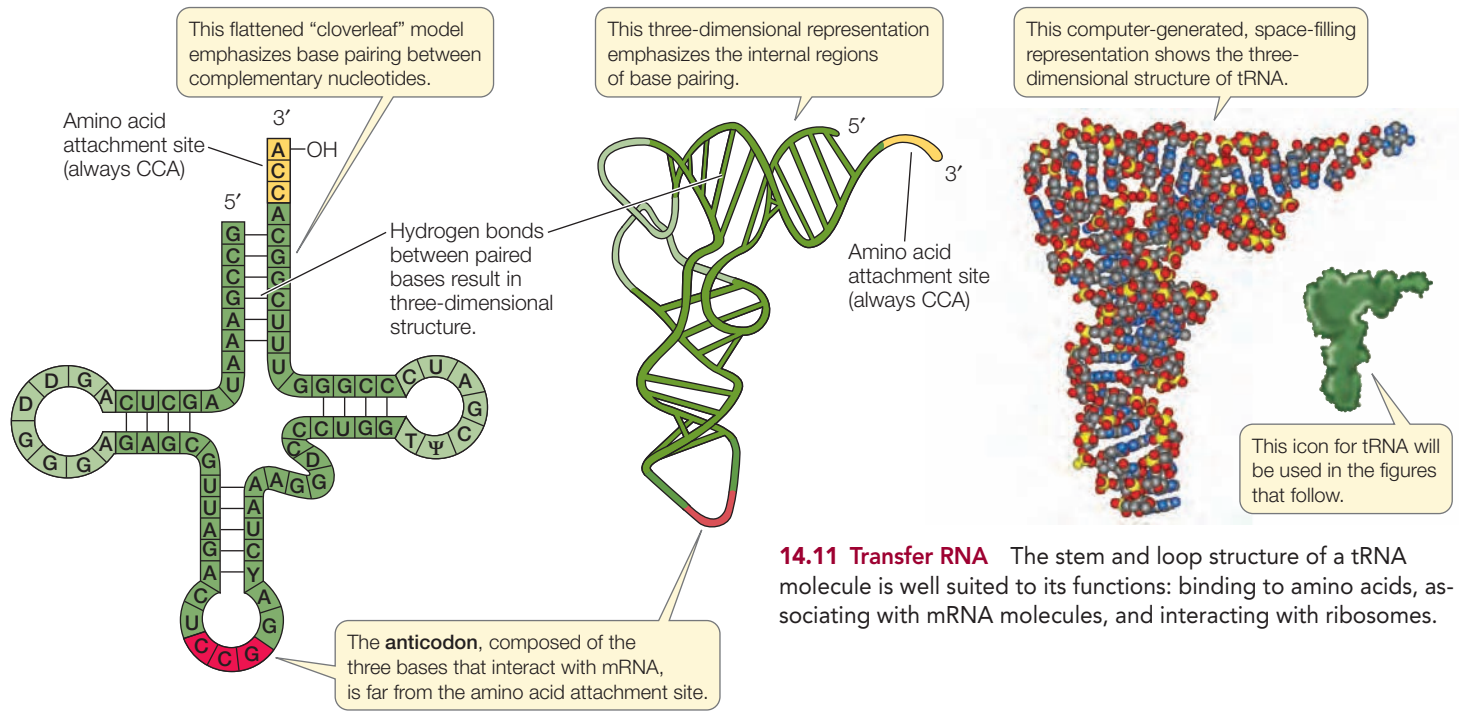 This flattened “cloverleaf” model
emphasizes base pairing between
complementary nucleotides.
This three-dimensional representation
emphasizes the internal regions
of base pairing.
This computer-generated, space-filling
representation shows the three-
dimensional structure of tRNA.
Amino acid
attachment site
(always CCA)
3′
A
OH
C
C
A
C
G
G
C
U
U
U
5′
G
C
C
G
A
A
A
U
Hydrogen bonds
between paired
bases result in
three-dimensional
structure.
5′
3′
Amino acid
attachment site
(always CCA)
D G
A C U C G A
D
G
G G
A G A G C G
U
U
A
G
A
C
U
C C G
G
A
Y
C
U
A
A A G G
D
C
C C U G G
T Ψ C
G
A
U
C
G G G C C
The anticodon, composed of the
three bases that interact with mRNA,
is far from the amino acid attachment site.
This icon for tRNA will
be used in the figures
that follow.
14.11 Transfer RNA The stem and loop structure of a tRNA
molecule is well suited to its functions: binding to amino acids, as-
sociating with mRNA molecules, and interacting with ribosomes.